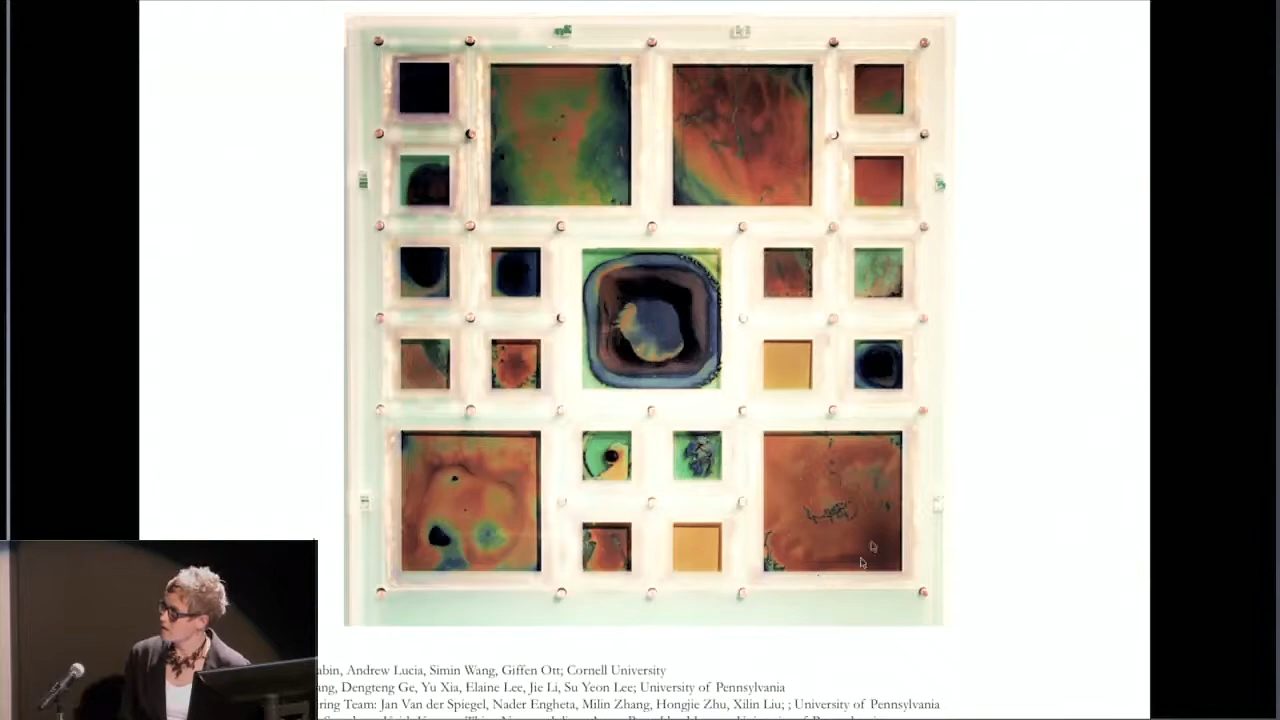 abin, Andrew Lucia, Simin Wang, Giffen Ott; Cornell University
ang, Dengteng Ge, Yu Xia, Elaine Lee, Jie Li, Su Yeon Lee; University of Pennsylvania
ring Team: Jan Van der Spiegel, Nader Engheta, Milin Zhang, Hongjie Zhu, Xilin Liu; ; University of Pennsylvania